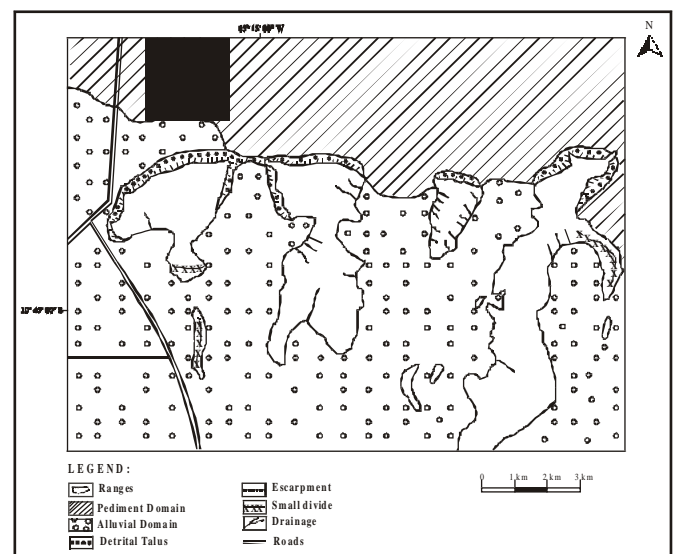 N
LEGEND:
Ranges
Pediment Domain
Alluvial Domain
Detrital Talus
Escarpment
Small divide
Drainage
Roads
0 1 km 2 km 3 km